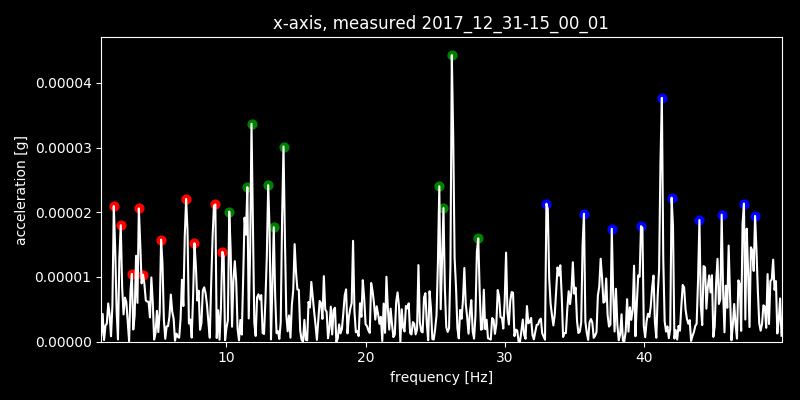 x-axis, measured 2017_12_31-15_00_01
0.00004
0.00003
0.00002
0.00001
0.00000
acceleration [g]
10 20 30 40
frequency [Hz]